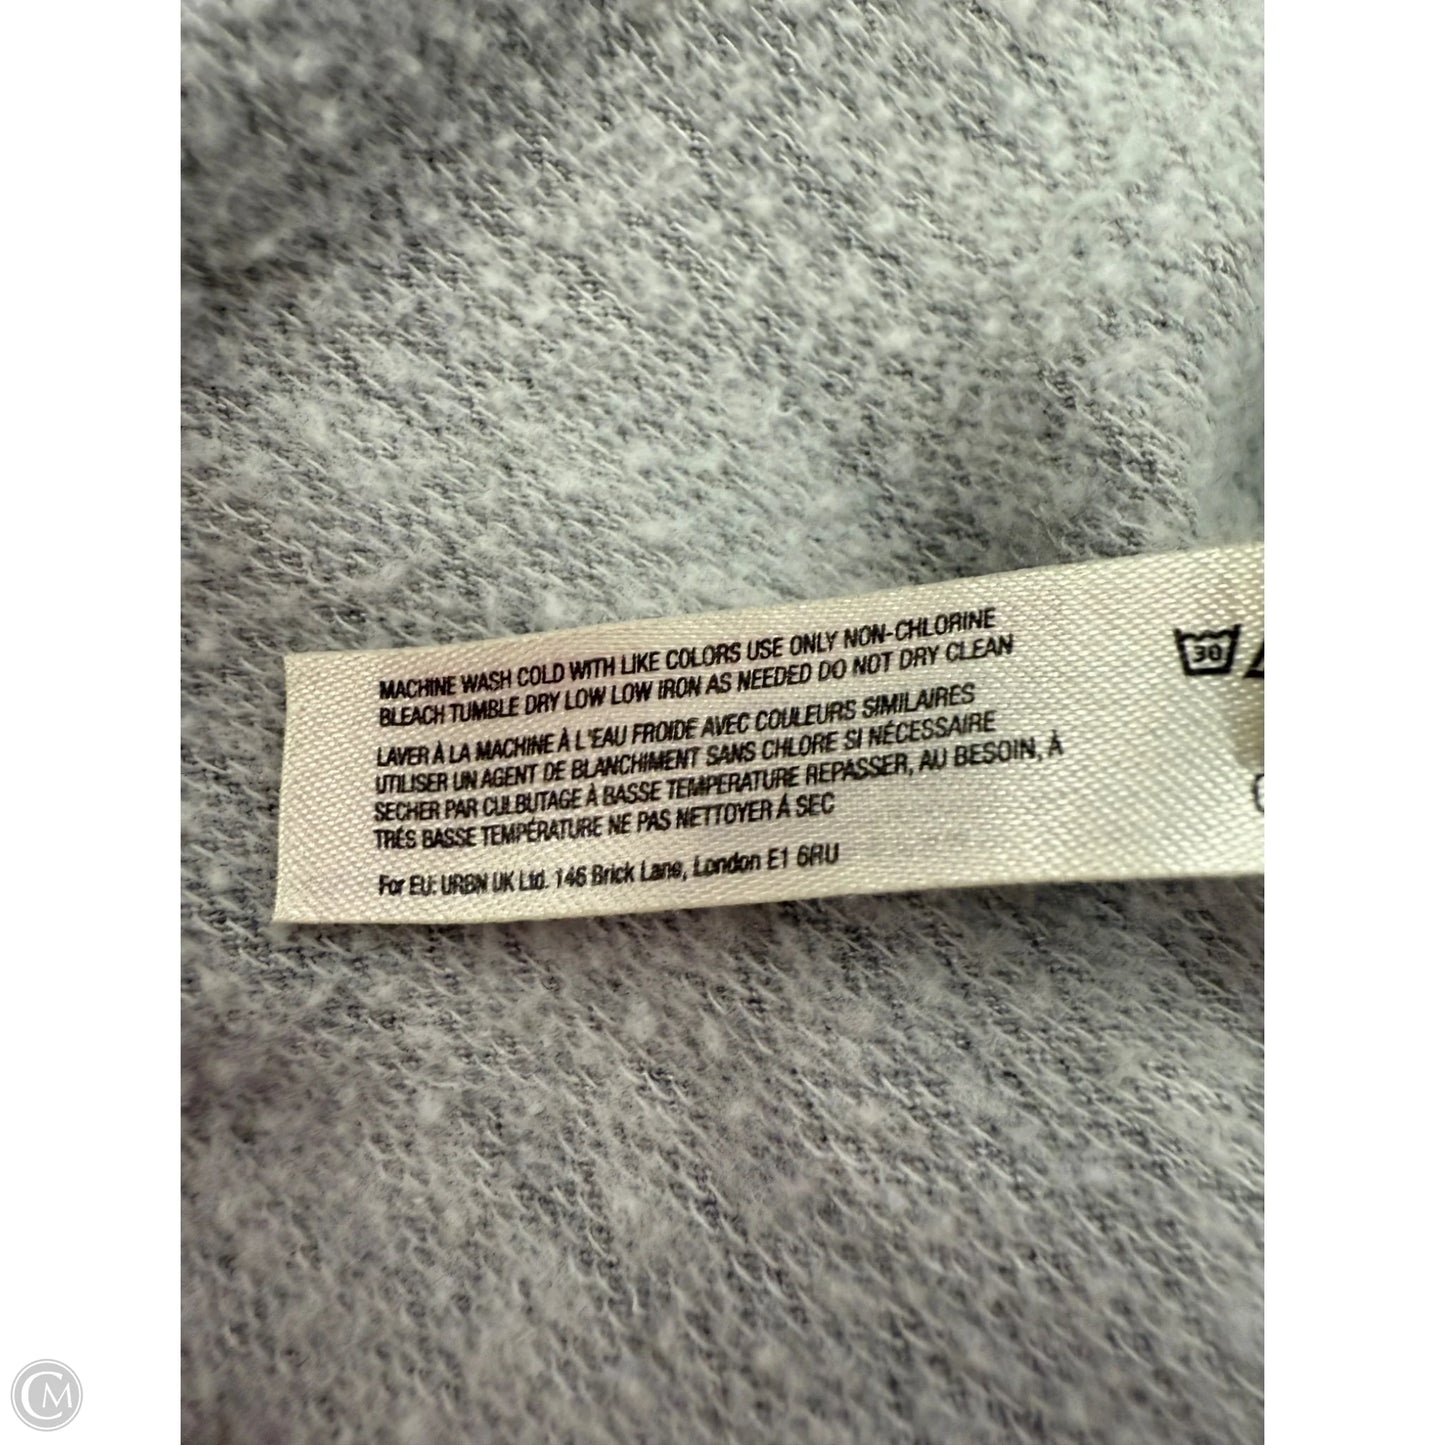 MACHINE WASH COLD WITH LIKE COLORS USE ONLY NON-CHLORINE
BLEACH TUMBLE DRY LOW LOW IRON AS NEEDED DO NOT DRY CLEAN
LAVER À LA MACHINE À L'EAU FROIDE AVEC COULEURS SIMILAIRES
UTILISER UN AGENT DE BLANCHIMENT SANS CHLORE SI NÉCESSAIRE
SECHER PAR CULBUTAGE À BASSE TEMPERATURE REPASSER, AU BESOIN, À
TRÉS BASSE TEMPÉRATURE NE PAS NETTOYER À SEC
For EU: URBN UK Ltd. 146 Brick Lane, London E1 6RU
30
CM